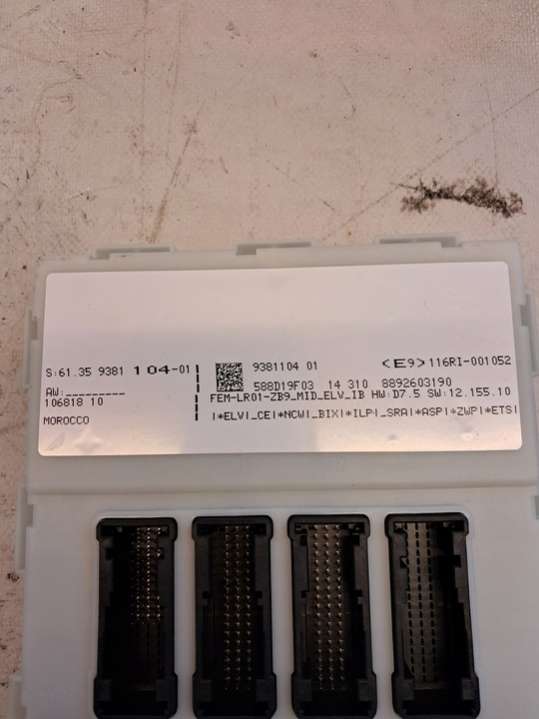 S:61.35 9381 104-01
AW:_________
106818 10
MOROCCO
9381104 01 <E9>116RI-001052
588D19F03 14 310 8892603190
FEM-LR01-ZB9_MID_ELV_IB HW:D7.5 SW:12.155.10
|*ELV|_CE|*NCW|_BIX|*ILP|_SRA|*ASP|*ZWP|*ETS|